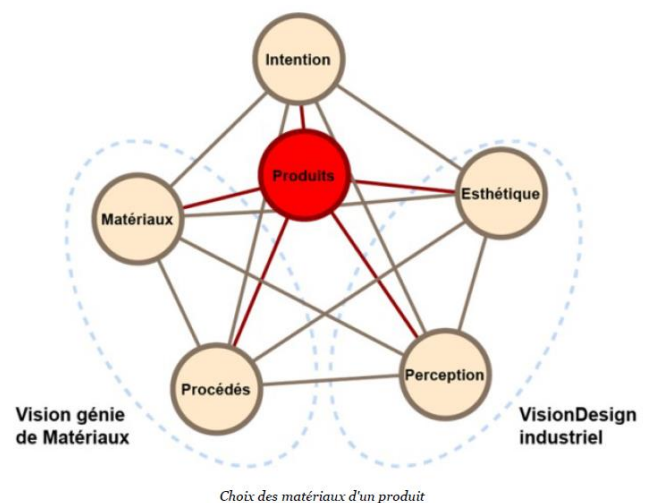 Intention
Produits
Matériaux
Esthétique
Procédés
Perception
Vision génie
de Matériaux
VisionDesign
industriel
Choix des matériaux d'un produit